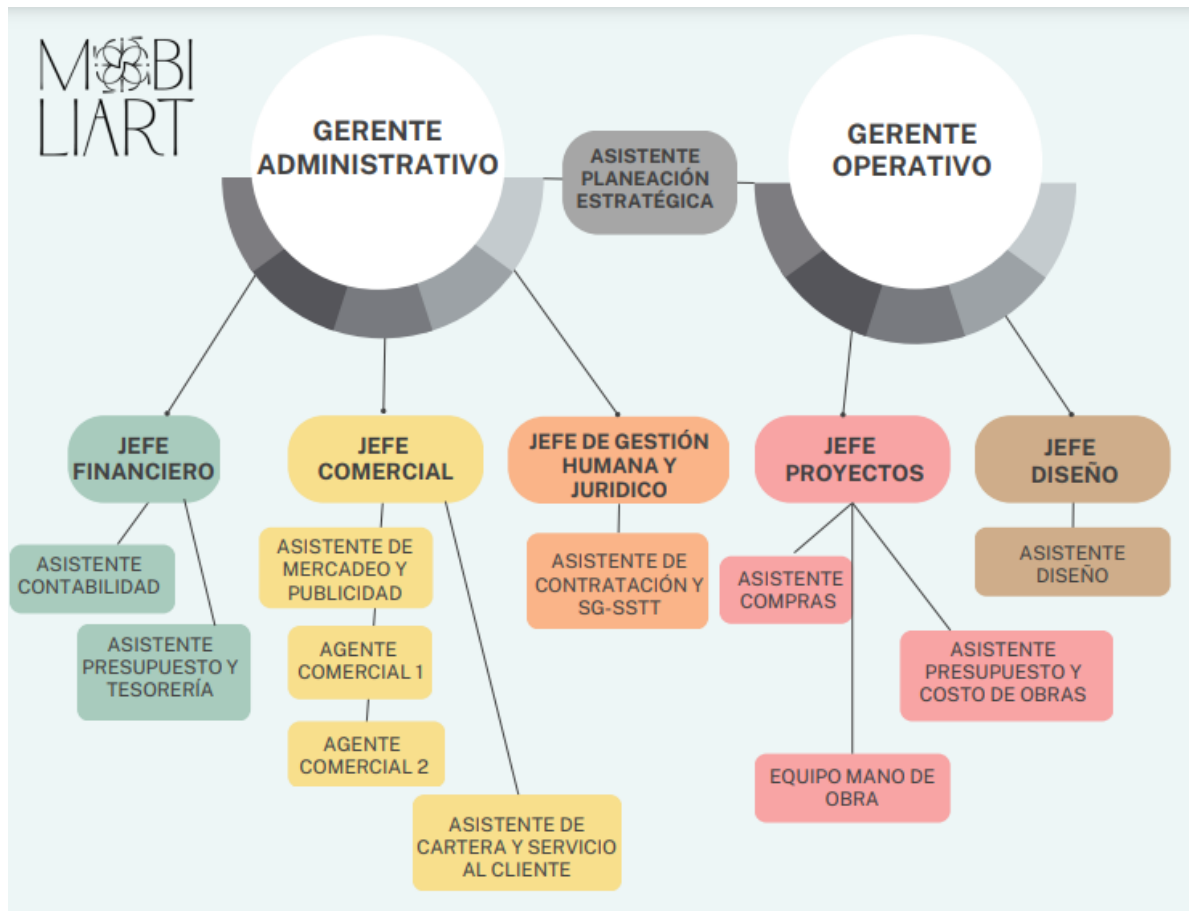 MOBI
LIART
GERENTE
ADMINISTRATIVO
ASISTENTE
PLANEACIÓN
ESTRATÉGICA
GERENTE
OPERATIVO
JEFE
FINANCIERO
JEFE
COMERCIAL
JEFE DE GESTIÓN
HUMANA Y
JURIDICO
JEFE
PROYECTOS
JEFE
DISEÑO
ASISTENTE
CONTABILIDAD
ASISTENTE
PRESUPUESTO Y
TESORERÍA
ASISTENTE DE
MERCADEO Y
PUBLICIDAD
AGENTE
COMERCIAL 1
AGENTE
COMERCIAL 2
ASISTENTE DE
CARTERA Y SERVICIO
AL CLIENTE
ASISTENTE DE
CONTRATACIÓN Y
SG-SSTT
ASISTENTE
COMPRAS
EQUIPO MANO DE
OBRA
ASISTENTE
PRESUPUESTO Y
COSTO DE OBRAS
ASISTENTE
DISEÑO